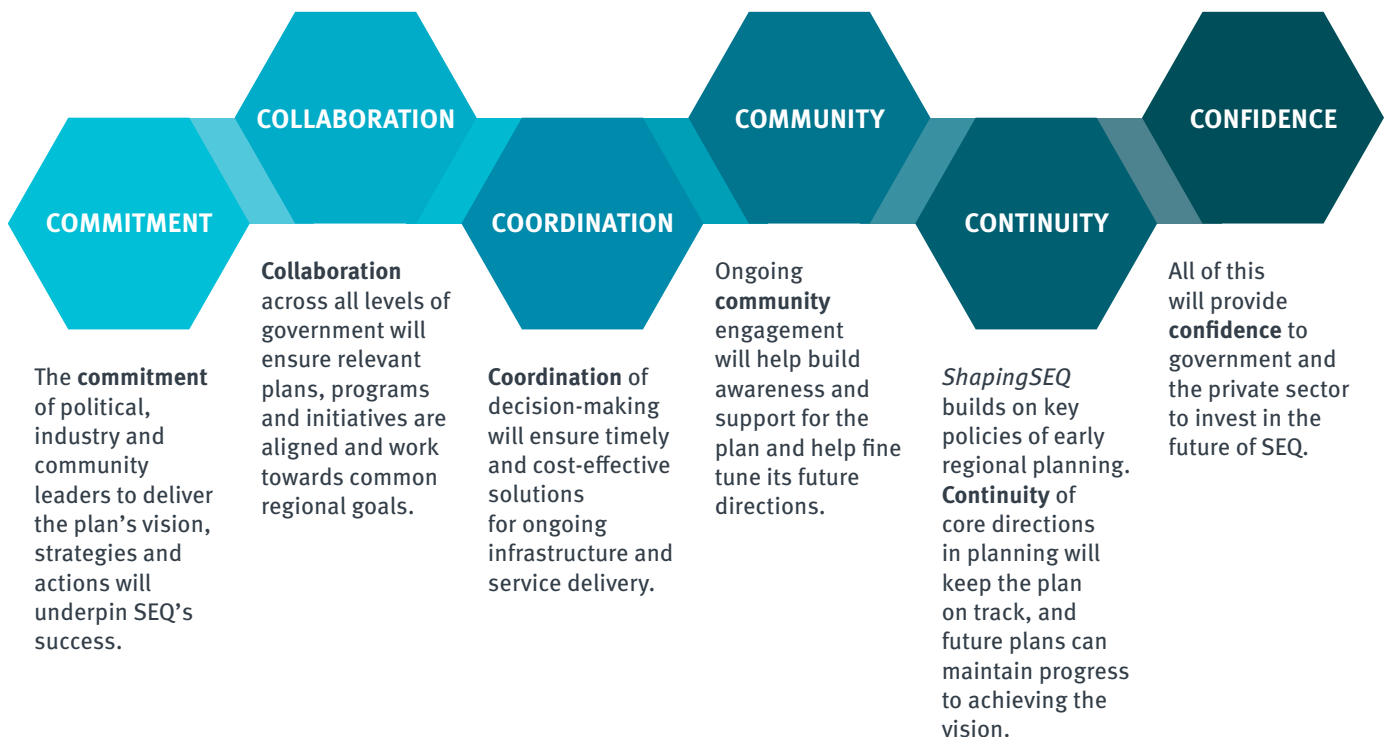 COMMITMENT
The commitment
of political,
industry and
community
leaders to deliver
the plan’s vision,
strategies and
actions will
underpin SEQ’s
success.
COLLABORATION
Collaboration
across all levels of
government will
ensure relevant
plans, programs
and initiatives are
aligned and work
towards common
regional goals.
COORDINATION
Coordination of
decision-making
will ensure timely
and cost-effective
solutions
for ongoing
infrastructure and
service delivery.
COMMUNITY
Ongoing
community
engagement
will help build
awareness and
support for the
plan and help fine
tune its future
directions.
CONTINUITY
ShapingSEQ
builds on key
policies of early
regional planning.
Continuity of
core directions
in planning will
keep the plan
on track, and
future plans can
maintain progress
to achieving the
vision.
CONFIDENCE
All of this
will provide
confidence to
government and
the private sector
to invest in the
future of SEQ.